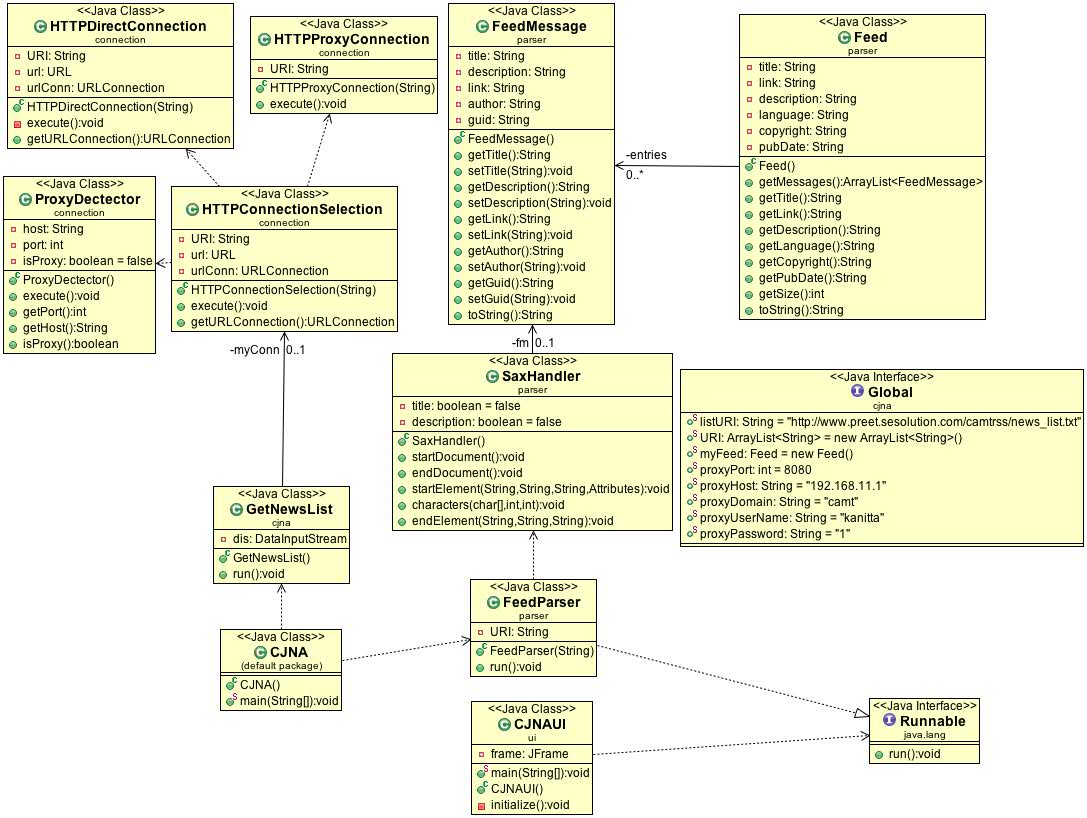 <<Java Class>>
HTTPDirectConnection
connection
URI: String
url: URL
urlConn: URLConnection
HTTPDirectConnection(String)
execute():void
getURLConnection():URLConnection
<<Java Class>>
HTTPProxyConnection
connection
URI: String
HTTPProxyConnection(String)
execute():void
<<Java Class>>
FeedMessage
parser
title: String
description: String
link: String
author: String
guid: String
FeedMessage()
getTitle():String
setTitle(String):void
getDescription():String
setDescription(String):void
getLink():String
setLink(String):void
getAuthor():String
setAuthor(String):void
getGuid():String
setGuid(String):void
toString():String
-entries
0..*
<<Java Class>>
Feed
parser
title: String
link: String
description: String
language: String
copyright: String
pubDate: String
Feed()
getMessages():ArrayList<FeedMessage>
getTitle():String
getLink():String
getDescription():String
getLanguage():String
getCopyright():String
getPubDate():String
getSize():int
toString():String
<<Java Class>>
ProxyDectector
connection
host: String
port: int
isProxy: boolean = false
ProxyDectector()
execute():void
getPort():int
getHost():String
isProxy():boolean
<<Java Class>>
HTTPConnectionSelection
connection
URI: String
url: URL
urlConn: URLConnection
HTTPConnectionSelection(String)
execute():void
getURLConnection():URLConnection
-myConn 0..1
-fm 0..1
<<Java Class>>
SaxHandler
parser
title: boolean = false
description: boolean = false
SaxHandler()
startDocument():void
endDocument():void
startElement(String,String,String,Attributes):void
characters(char[],int,int):void
endElement(String,String,String):void
<<Java Interface>>
Global
cjna
listURI: String = "http://www.preet.sesolution.com/camtrss/news_list.txt"
URI: ArrayList<String> = new ArrayList<String>()
myFeed: Feed = new Feed()
proxyPort: int = 8080
proxyHost: String = "192.168.11.1"
proxyDomain: String = "camt"
proxyUserName: String = "kanitta"
proxyPassword: String = "1"
<<Java Class>>
GetNewsList
cjna
dis: DataInputStream
GetNewsList()
run():void
<<Java Class>>
FeedParser
parser
URI: String
FeedParser(String)
run():void
<<Java Class>>
CJNA
(default package)
CJNA()
main(String[]):void
<<Java Class>>
CJNAUI
ui
frame: JFrame
main(String[]):void
CJNAUI()
initialize():void
<<Java Interface>>
Runnable
java.lang
run():void